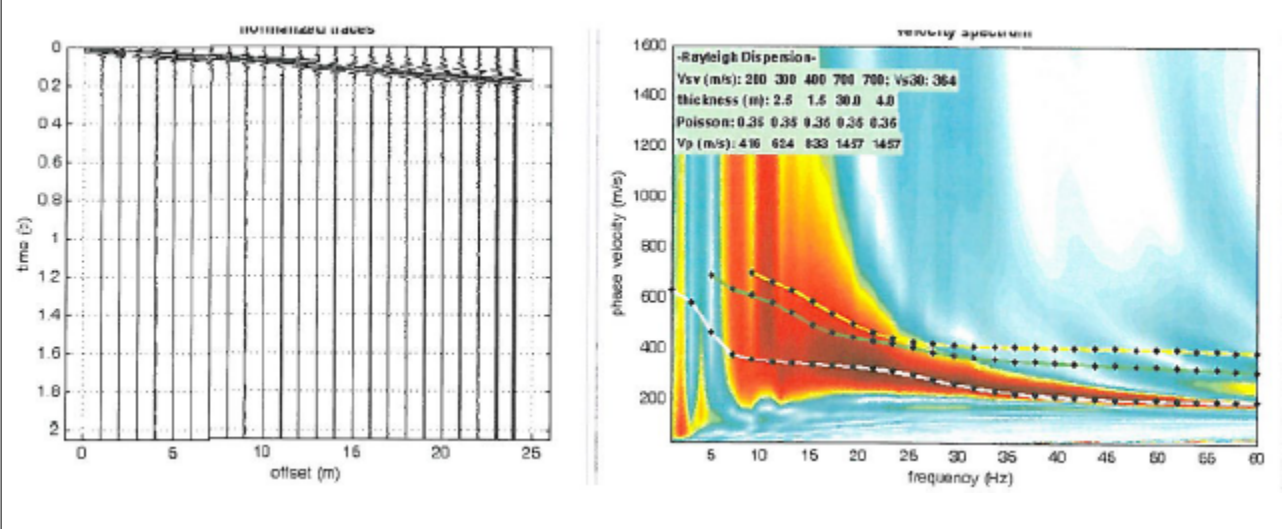 normalized traces
0
0.2
0.4
0.6
0.8
1
1.2
1.4
1.6
1.8
2
time (s)
0 5 10 15 20 25
offset (m)
velocity spectrum
1600
1400
1200
1000
800
600
400
200
phase velocity (m/s)
-Rayleigh Dispersion-
Vsv (m/s): 200 300 400 700 700; Vs30: 364
thickness (m): 2.5 1.5 30.0 4.0
Poisson: 0.35 0.35 0.35 0.35 0.35
Vp (m/s): 416 624 833 1457 1457
5 10 15 20 25 30 35 40 45 50 55 60
frequency (Hz)